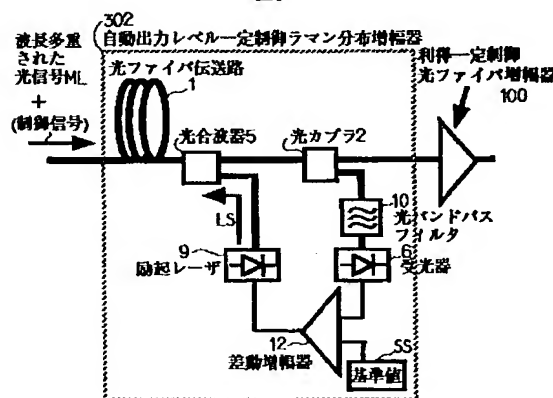 302
自動出力レベル一定制御ラマン分布増幅器
波長多重
された
光信号ML
+
(制御信号)
光ファイバ伝送路
1
利得一定制御
光ファイバ増幅器
100
光合波器5
光カプラ2
LS
10
光バンドパス
フィルタ
9
励起レーザ
6
受光器
12
差動増幅器
SS
基準値